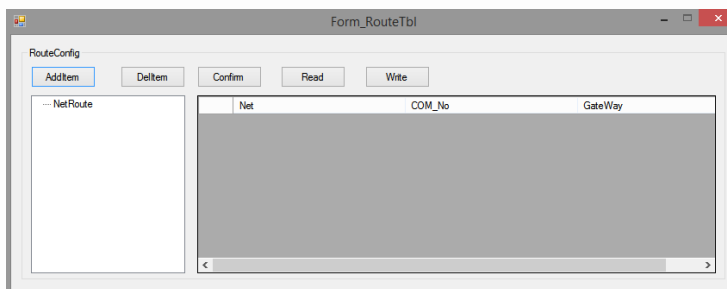 Form_RouteTbl
RouteConfig
AddItem DelItem Confirm Read Write
NetRoute
Net COM_No GateWay